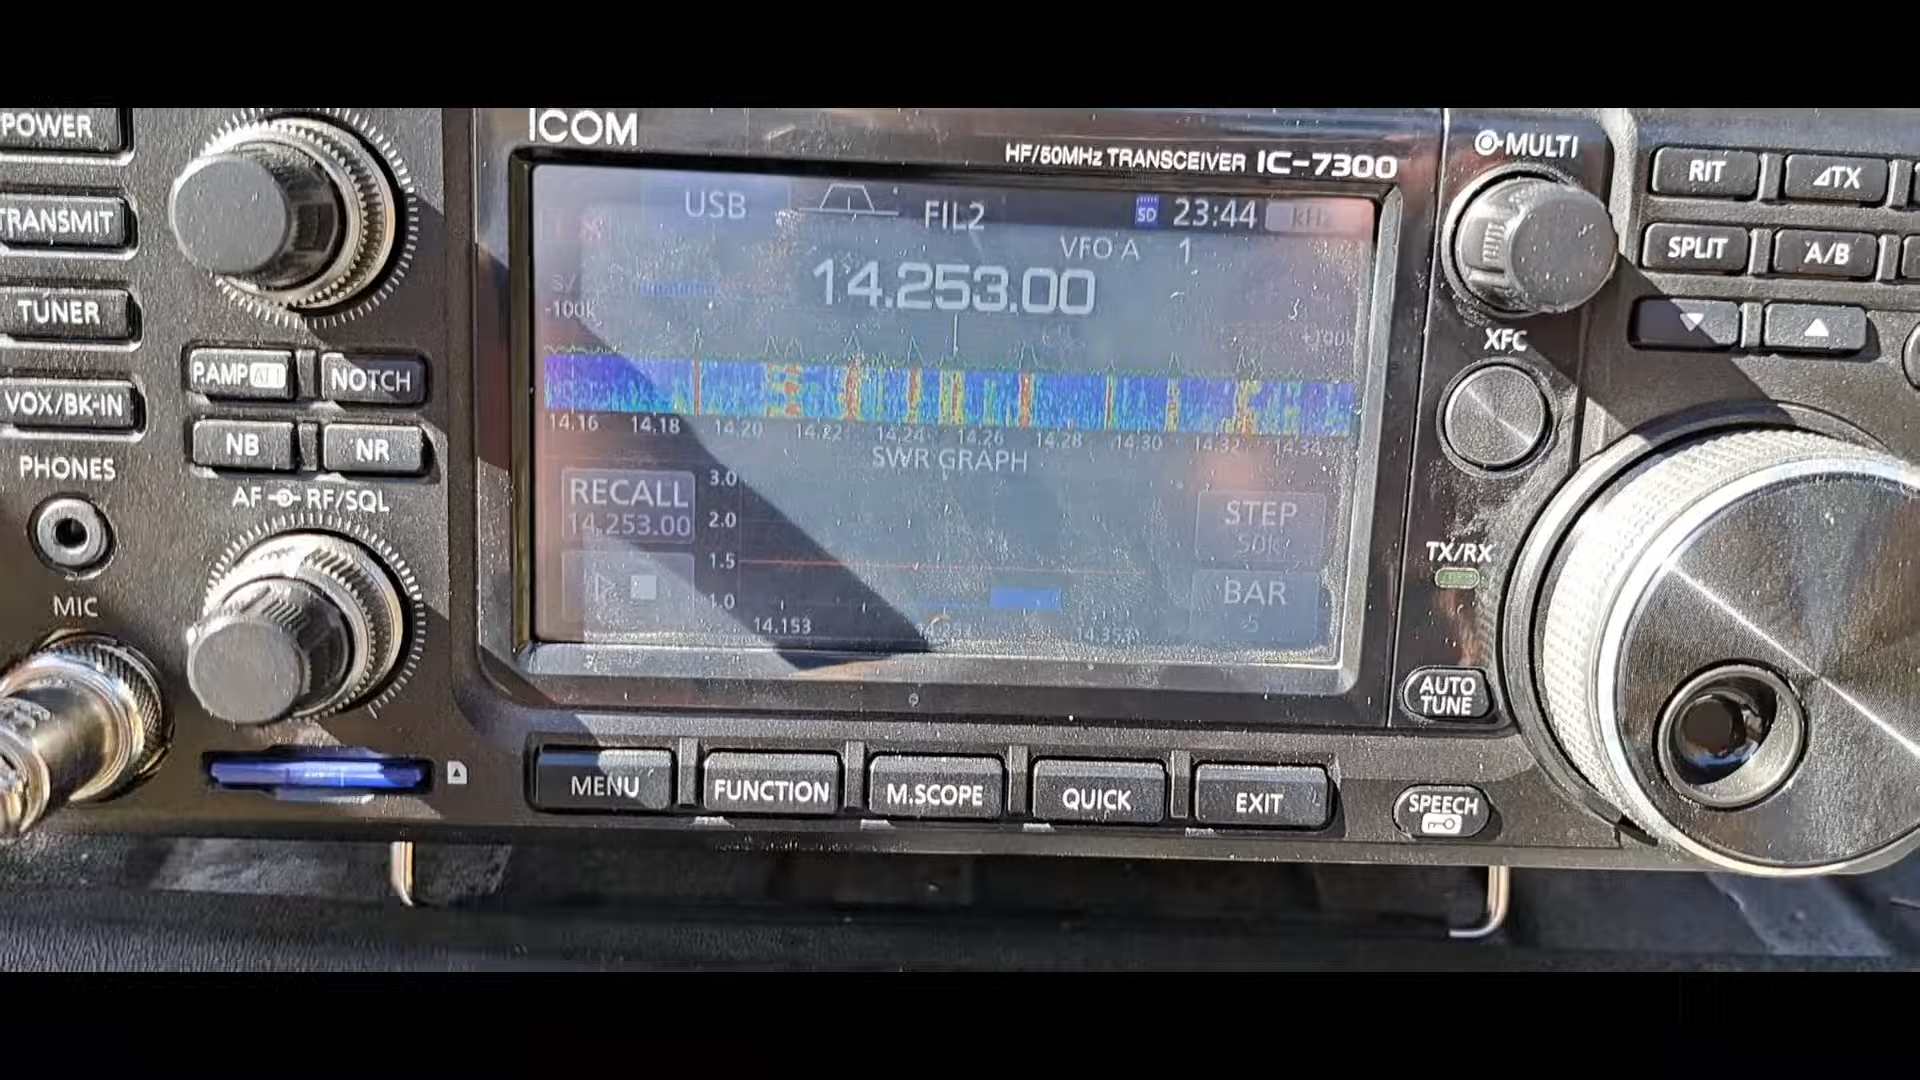 POWER
TRANSMIT
TUNER
VOX/BK-IN
PHONES
MIC
P.AMP ATT
NOTCH
NB
NR
AF RF/SQL
ICOM
HF/50MHz TRANSCEIVER IC-7300
USB
FIL2
SD 23:44
kHz
VFO A 1
14.253.00
-100k
14.16 14.18 14.20 14.22 14.24 14.26 14.28 14.30 14.32 14.34
SWR GRAPH
RECALL
14.253.00
3.0
2.0
1.5
1.0
14.153
STEP
50k
BAR
5
MENU
FUNCTION
M.SCOPE
QUICK
EXIT
MULTI
XFC
TX/RX
AUTO
TUNE
SPEECH
RIT
⊿TX
SPLIT
A/B